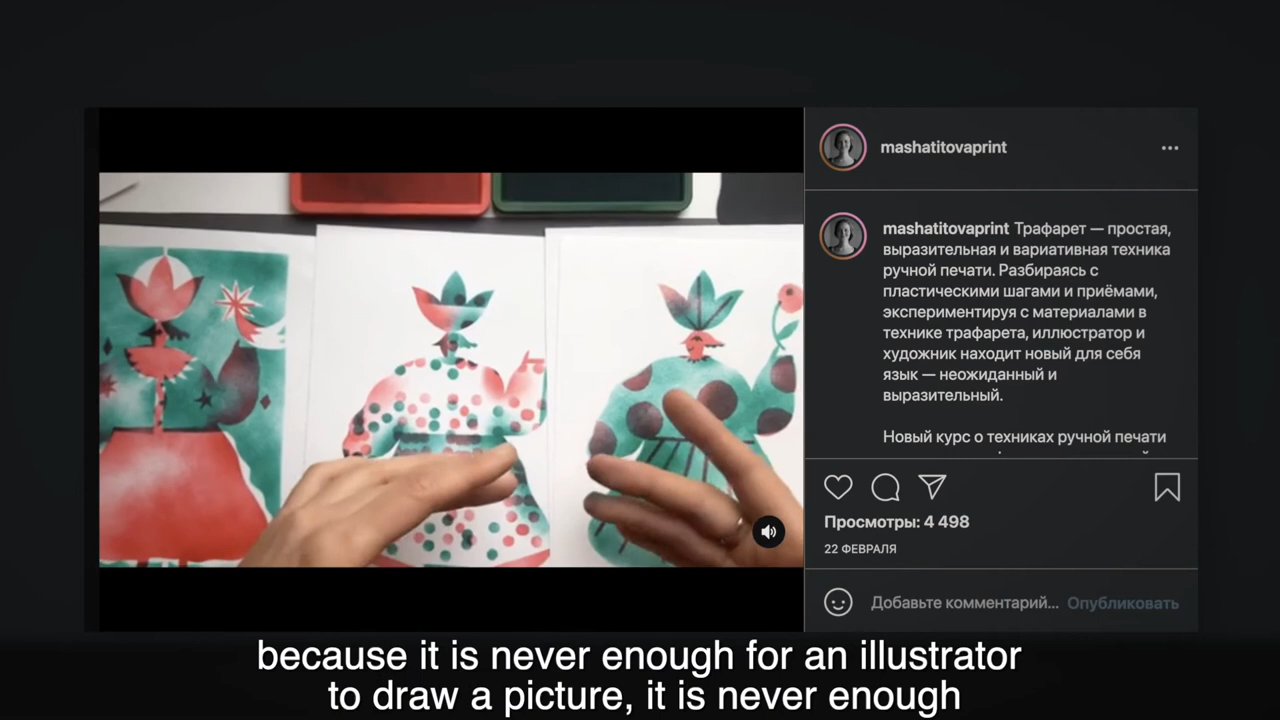 mashatitovaprint
mashatitovaprint Трафарет — простая,
выразительная и вариативная техника
ручной печати. Разбираясь с
пластическими шагами и приёмами,
экспериментируя с материалами в
технике трафарета, иллюстратор и
художник находит новый для себя
язык — неожиданный и
выразительный.
Новый курс о техниках ручной печати
Просмотры: 4 498
22 ФЕВРАЛЯ
Добавьте комментарий... Опубликовать
because it is never enough for an illustrator
to draw a picture, it is never enough